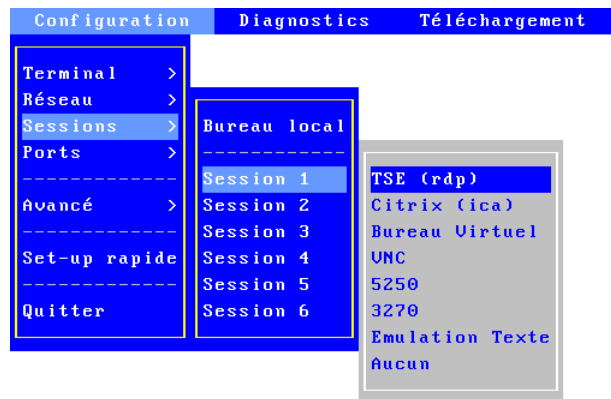 Configuration Diagnostics Téléchargement
Terminal >
Réseau >
Sessions >
Ports >
-------------
Avancé >
-------------
Set-up rapide
-------------
Quitter
Bureau local
------------
Session 1
Session 2
Session 3
Session 4
Session 5
Session 6
TSE (rdp)
Citrix (ica)
Bureau Virtuel
VNC
5250
3270
Emulation Texte
Aucun